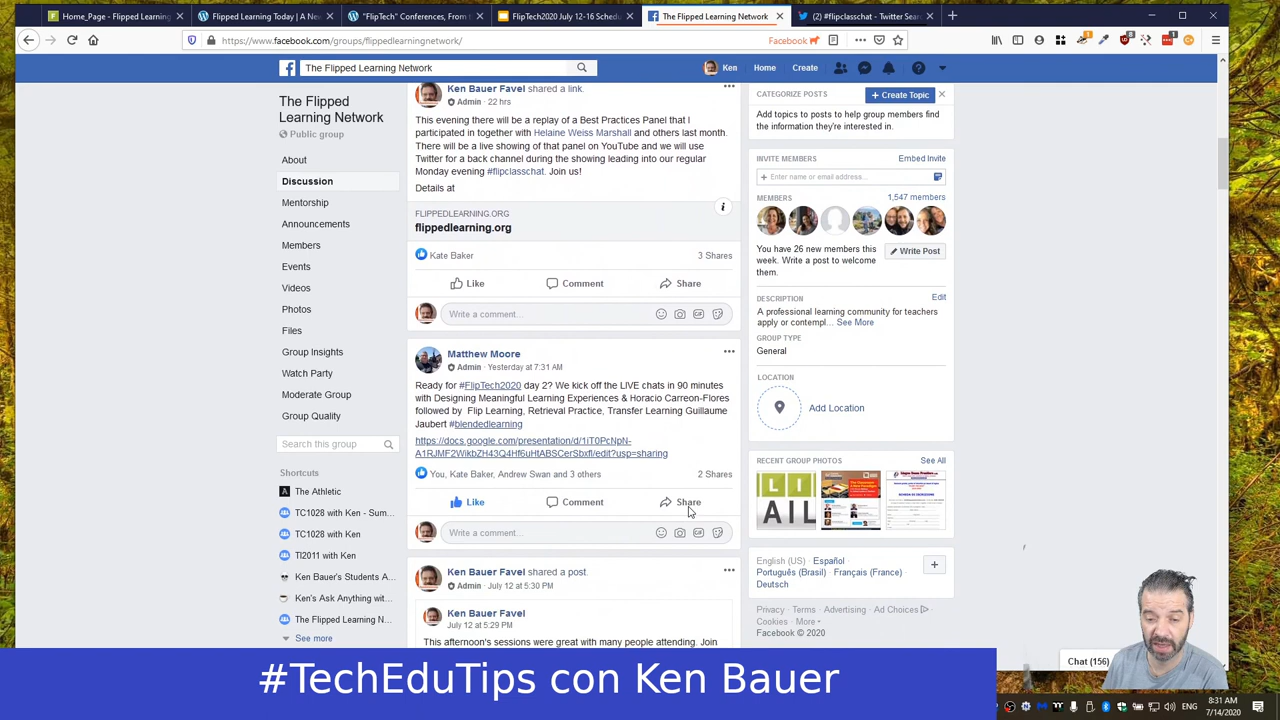 Home_Page - Flipped Learning
Flipped Learning Today | A New
"FlipTech" Conferences, From
FlipTech2020 July 12-16 Schedu
The Flipped Learning Network
(2) #flipclasschat - Twitter Sear
https://www.facebook.com/groups/flippedlearningnetwork/
Facebook
The Flipped Learning Network
Ken
Home
Create
The Flipped
Learning Network
Public group
About
Discussion
Mentorship
Announcements
Members
Events
Videos
Photos
Files
Group Insights
Watch Party
Moderate Group
Group Quality
Search this group
Shortcuts
The Athletic
TC1028 with Ken - Sum...
TC1028 with Ken
TI2011 with Ken
Ken Bauer's Students A...
Ken's Ask Anything wit...
The Flipped Learning N...
See more
Ken Bauer Favel shared a link.
Admin · 22 hrs
This evening there will be a replay of a Best Practices Panel that I
participated in together with Helaine Weiss Marshall and others last month.
There will be a live showing of that panel on YouTube and we will use
Twitter for a back channel during the showing leading into our regular
Monday evening #flipclasschat. Join us!
Details at
FLIPPEDLEARNING.ORG
flippedlearning.org
Kate Baker
3 Shares
Like
Comment
Share
Write a comment...
Matthew Moore
Admin · Yesterday at 7:31 AM
Ready for #FlipTech2020 day 2? We kick off the LIVE chats in 90 minutes
with Designing Meaningful Learning Experiences & Horacio Carreon-Flores
followed by Flip Learning, Retrieval Practice, Transfer Learning Guillaume
Jaubert #blendedlearning
https://docs.google.com/presentation/d/1iT0PcNpN-
A1RJMF2WikbZH43Q4Hf6uHtABSCerSbxfI/edit?usp=sharing
You, Kate Baker, Andrew Swan and 3 others
2 Shares
Like
Comment
Share
Write a comment...
Ken Bauer Favel shared a post.
Admin · July 12 at 5:30 PM
Ken Bauer Favel
July 12 at 5:29 PM
This afternoon's sessions were great with many people attending. Join
CATEGORIZE POSTS
+ Create Topic
Add topics to posts to help group members find
the information they're interested in.
INVITE MEMBERS
Embed Invite
+ Enter name or email address...
MEMBERS
1,547 members
You have 26 new members this
week. Write a post to welcome
them.
Write Post
DESCRIPTION
Edit
A professional learning community for teachers
apply or contempl... See More
GROUP TYPE
General
LOCATION
Add Location
RECENT GROUP PHOTOS
See All
LI
AIL
English (US) · Español ·
Português (Brasil) · Français (France) ·
Deutsch
Privacy · Terms · Advertising · Ad Choices
Cookies · More
Facebook © 2020
Chat (156)
#TechEduTips con Ken Bauer
ENG
8:31 AM
7/14/2020